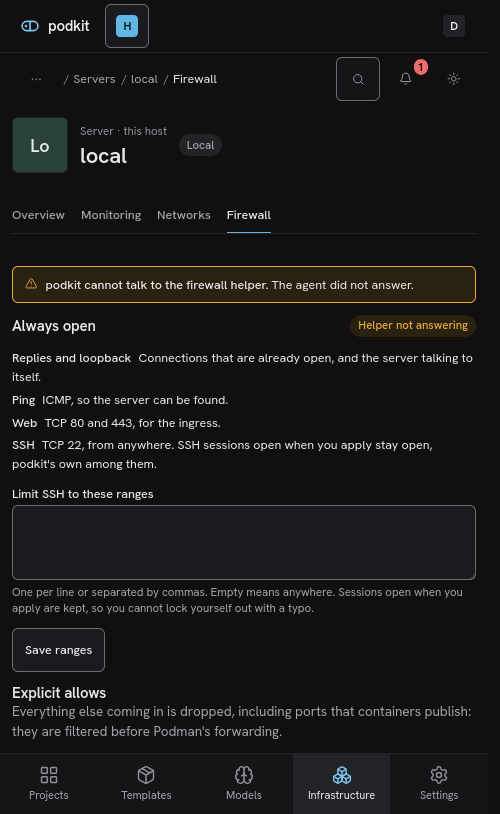 podkit
H
D
... / Servers / local / Firewall
1
Lo
Server · this host
local
Local
Overview
Monitoring
Networks
Firewall
podkit cannot talk to the firewall helper. The agent did not answer.
Always open
Helper not answering
Replies and loopback Connections that are already open, and the server talking to
itself.
Ping ICMP, so the server can be found.
Web TCP 80 and 443, for the ingress.
SSH TCP 22, from anywhere. SSH sessions open when you apply stay open,
podkit's own among them.
Limit SSH to these ranges
One per line or separated by commas. Empty means anywhere. Sessions open when you
apply are kept, so you cannot lock yourself out with a typo.
Save ranges
Explicit allows
Everything else coming in is dropped, including ports that containers publish:
they are filtered before Podman's forwarding.
Projects
Templates
Models
Infrastructure
Settings